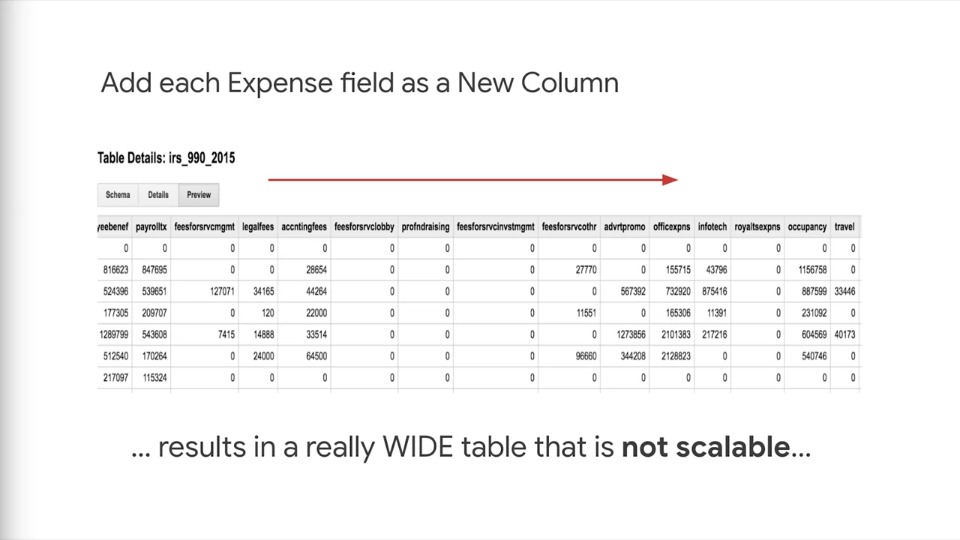 Add each Expense field as a New Column
Table Details: irs_990_2015
Schema Details Preview
yeebenef payrolltx feesforsrvcmgmt legalfees accntingfees feesforsrvclobby profndraising feesforsrvcinvstmgmt feesforsrvcothr advrtpromo officexpns infotech royaltsexpns occupancy travel
0 0 0 0 0 0 0 0 0 0 0 0 0 0 0
816623 847695 0 0 28654 0 0 0 27770 0 155715 43796 0 1156758 0
524396 539651 127071 34165 44264 0 0 0 0 567392 732920 875416 0 887599 33446
177305 209707 0 120 22000 0 0 0 11551 0 165306 11391 0 231092 0
1289799 543608 7415 14888 33514 0 0 0 0 1273856 2101383 217216 0 604569 40173
512540 170264 0 24000 64500 0 0 0 96660 344208 2128823 0 0 540746 0
217097 115324 0 0 0 0 0 0 0 0 0 0 0 0 0
... results in a really WIDE table that is not scalable...